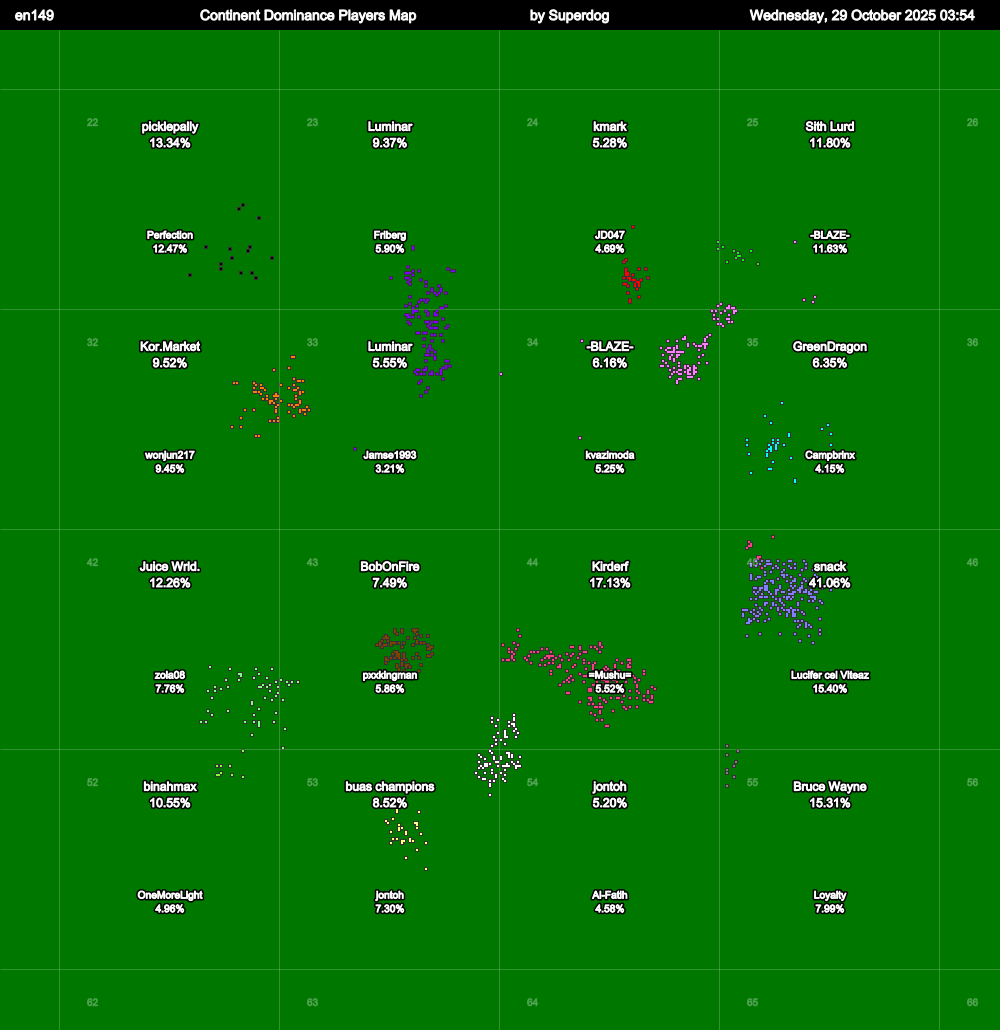 en149 Continent Dominance Players Map by Superdog Wednesday, 29 October 2025 03:54
22 23 24 25 26
picklepally Luminar kmark Sith Lurd
13.34% 9.37% 5.28% 11.80%
Perfection Friberg JD047 -BLAZE-
12.47% 5.90% 4.69% 11.63%
32 33 34 35 36
Kor.Market Luminar -BLAZE- GreenDragon
9.52% 5.55% 6.16% 6.35%
wonjun217 Jamse1993 kvazimoda Campbrinx
9.45% 3.21% 5.25% 4.15%
42 43 44 45 46
Juice Wrld. BobOnFire Kirderf snack
12.26% 7.49% 17.13% 41.06%
zola08 pxxkingman =Mushu= Lucifer cel Viteaz
7.76% 5.86% 5.52% 15.40%
52 53 54 55 56
binahmax buas champions jontoh Bruce Wayne
10.55% 8.52% 5.20% 15.31%
OneMoreLight jontoh Al-Fatih Loyalty
4.96% 7.30% 4.58% 7.99%
62 63 64 65 66